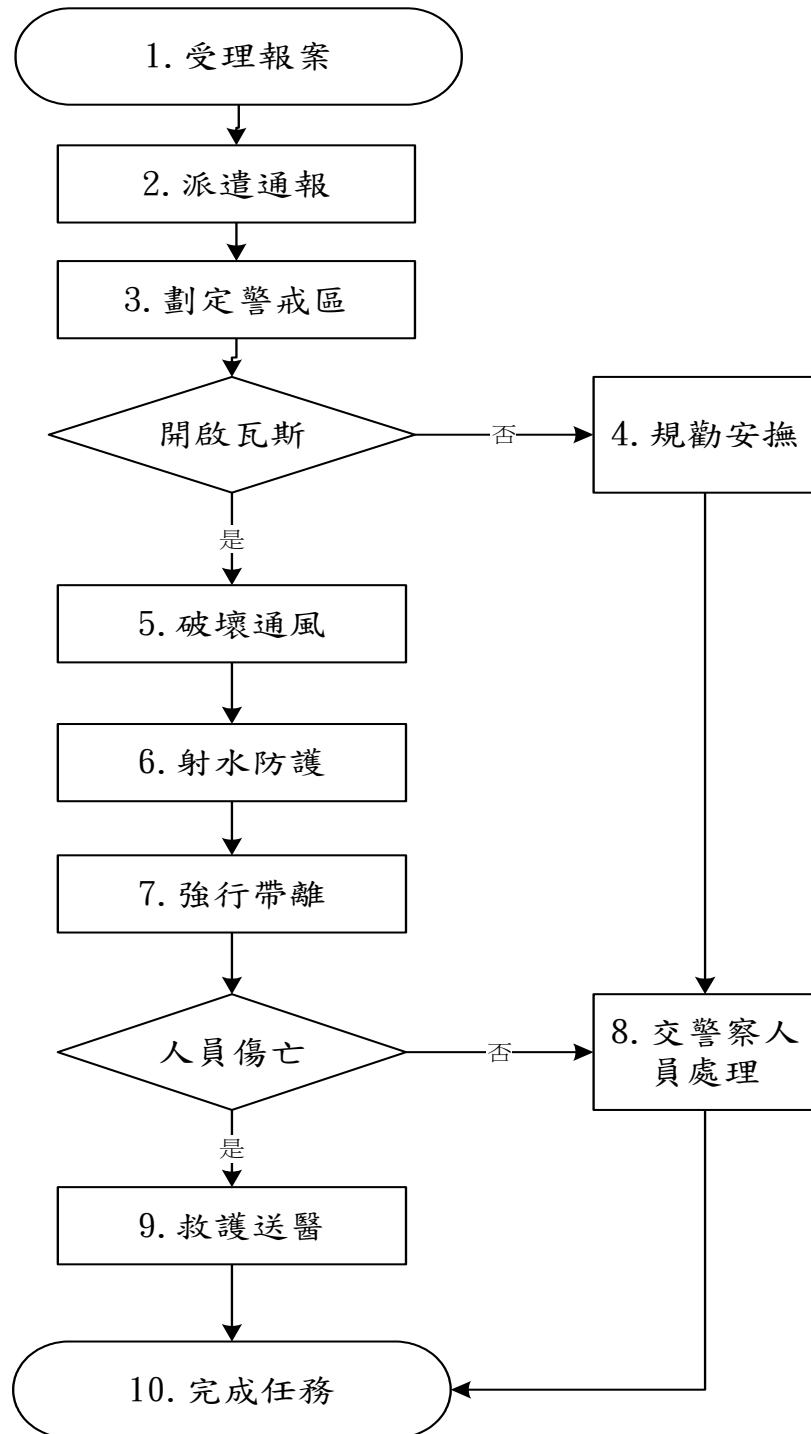 1. 受理報案
2. 派遣通報
3. 劃定警戒區
開啟瓦斯
否
4. 規勸安撫
是
5. 破壞通風
6. 射水防護
7. 強行帶離
人員傷亡
否
8. 交警察人
員處理
是
9. 救護送醫
10. 完成任務